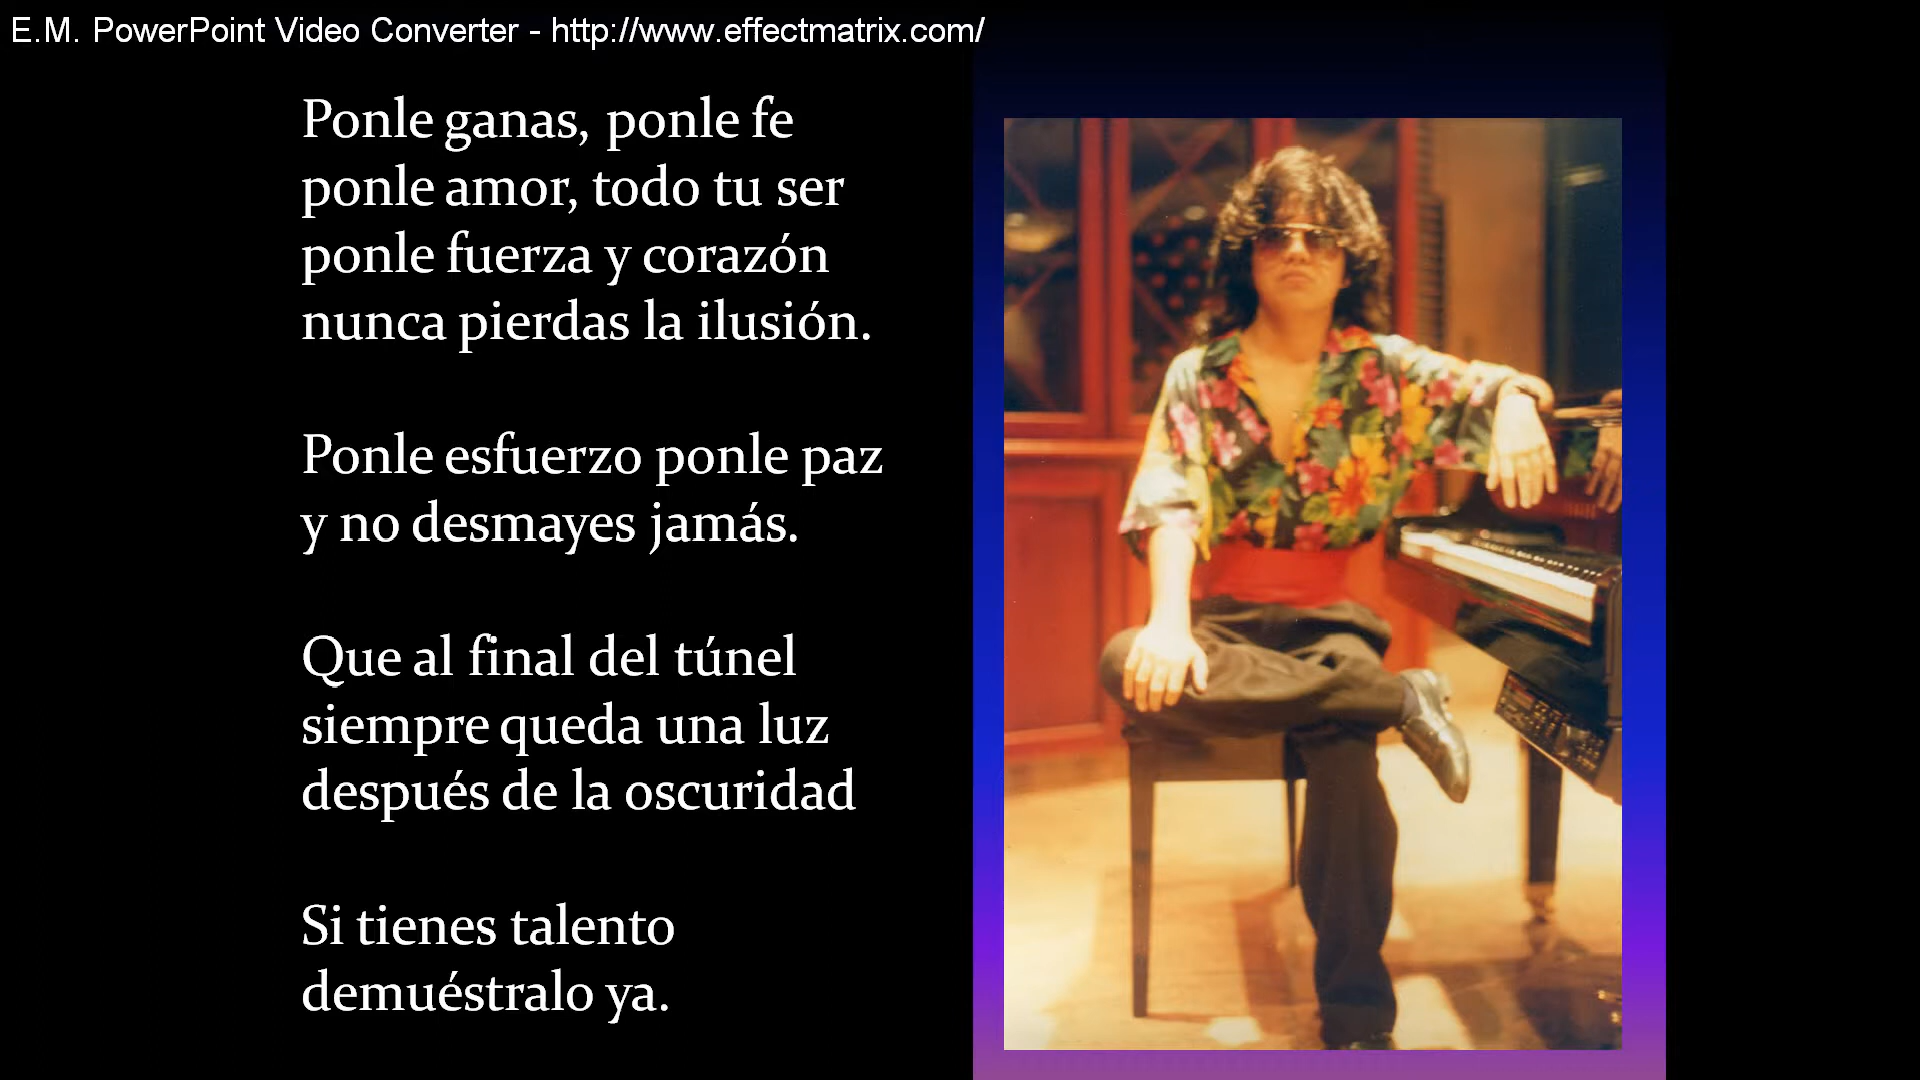 E.M. PowerPoint Video Converter - http://www.effectmatrix.com/
Ponle ganas, ponle fe
ponle amor, todo tu ser
ponle fuerza y corazón
nunca pierdas la ilusión.
Ponle esfuerzo ponle paz
y no desmayes jamás.
Que al final del túnel
siempre queda una luz
después de la oscuridad
Si tienes talento
demuéstralo ya.